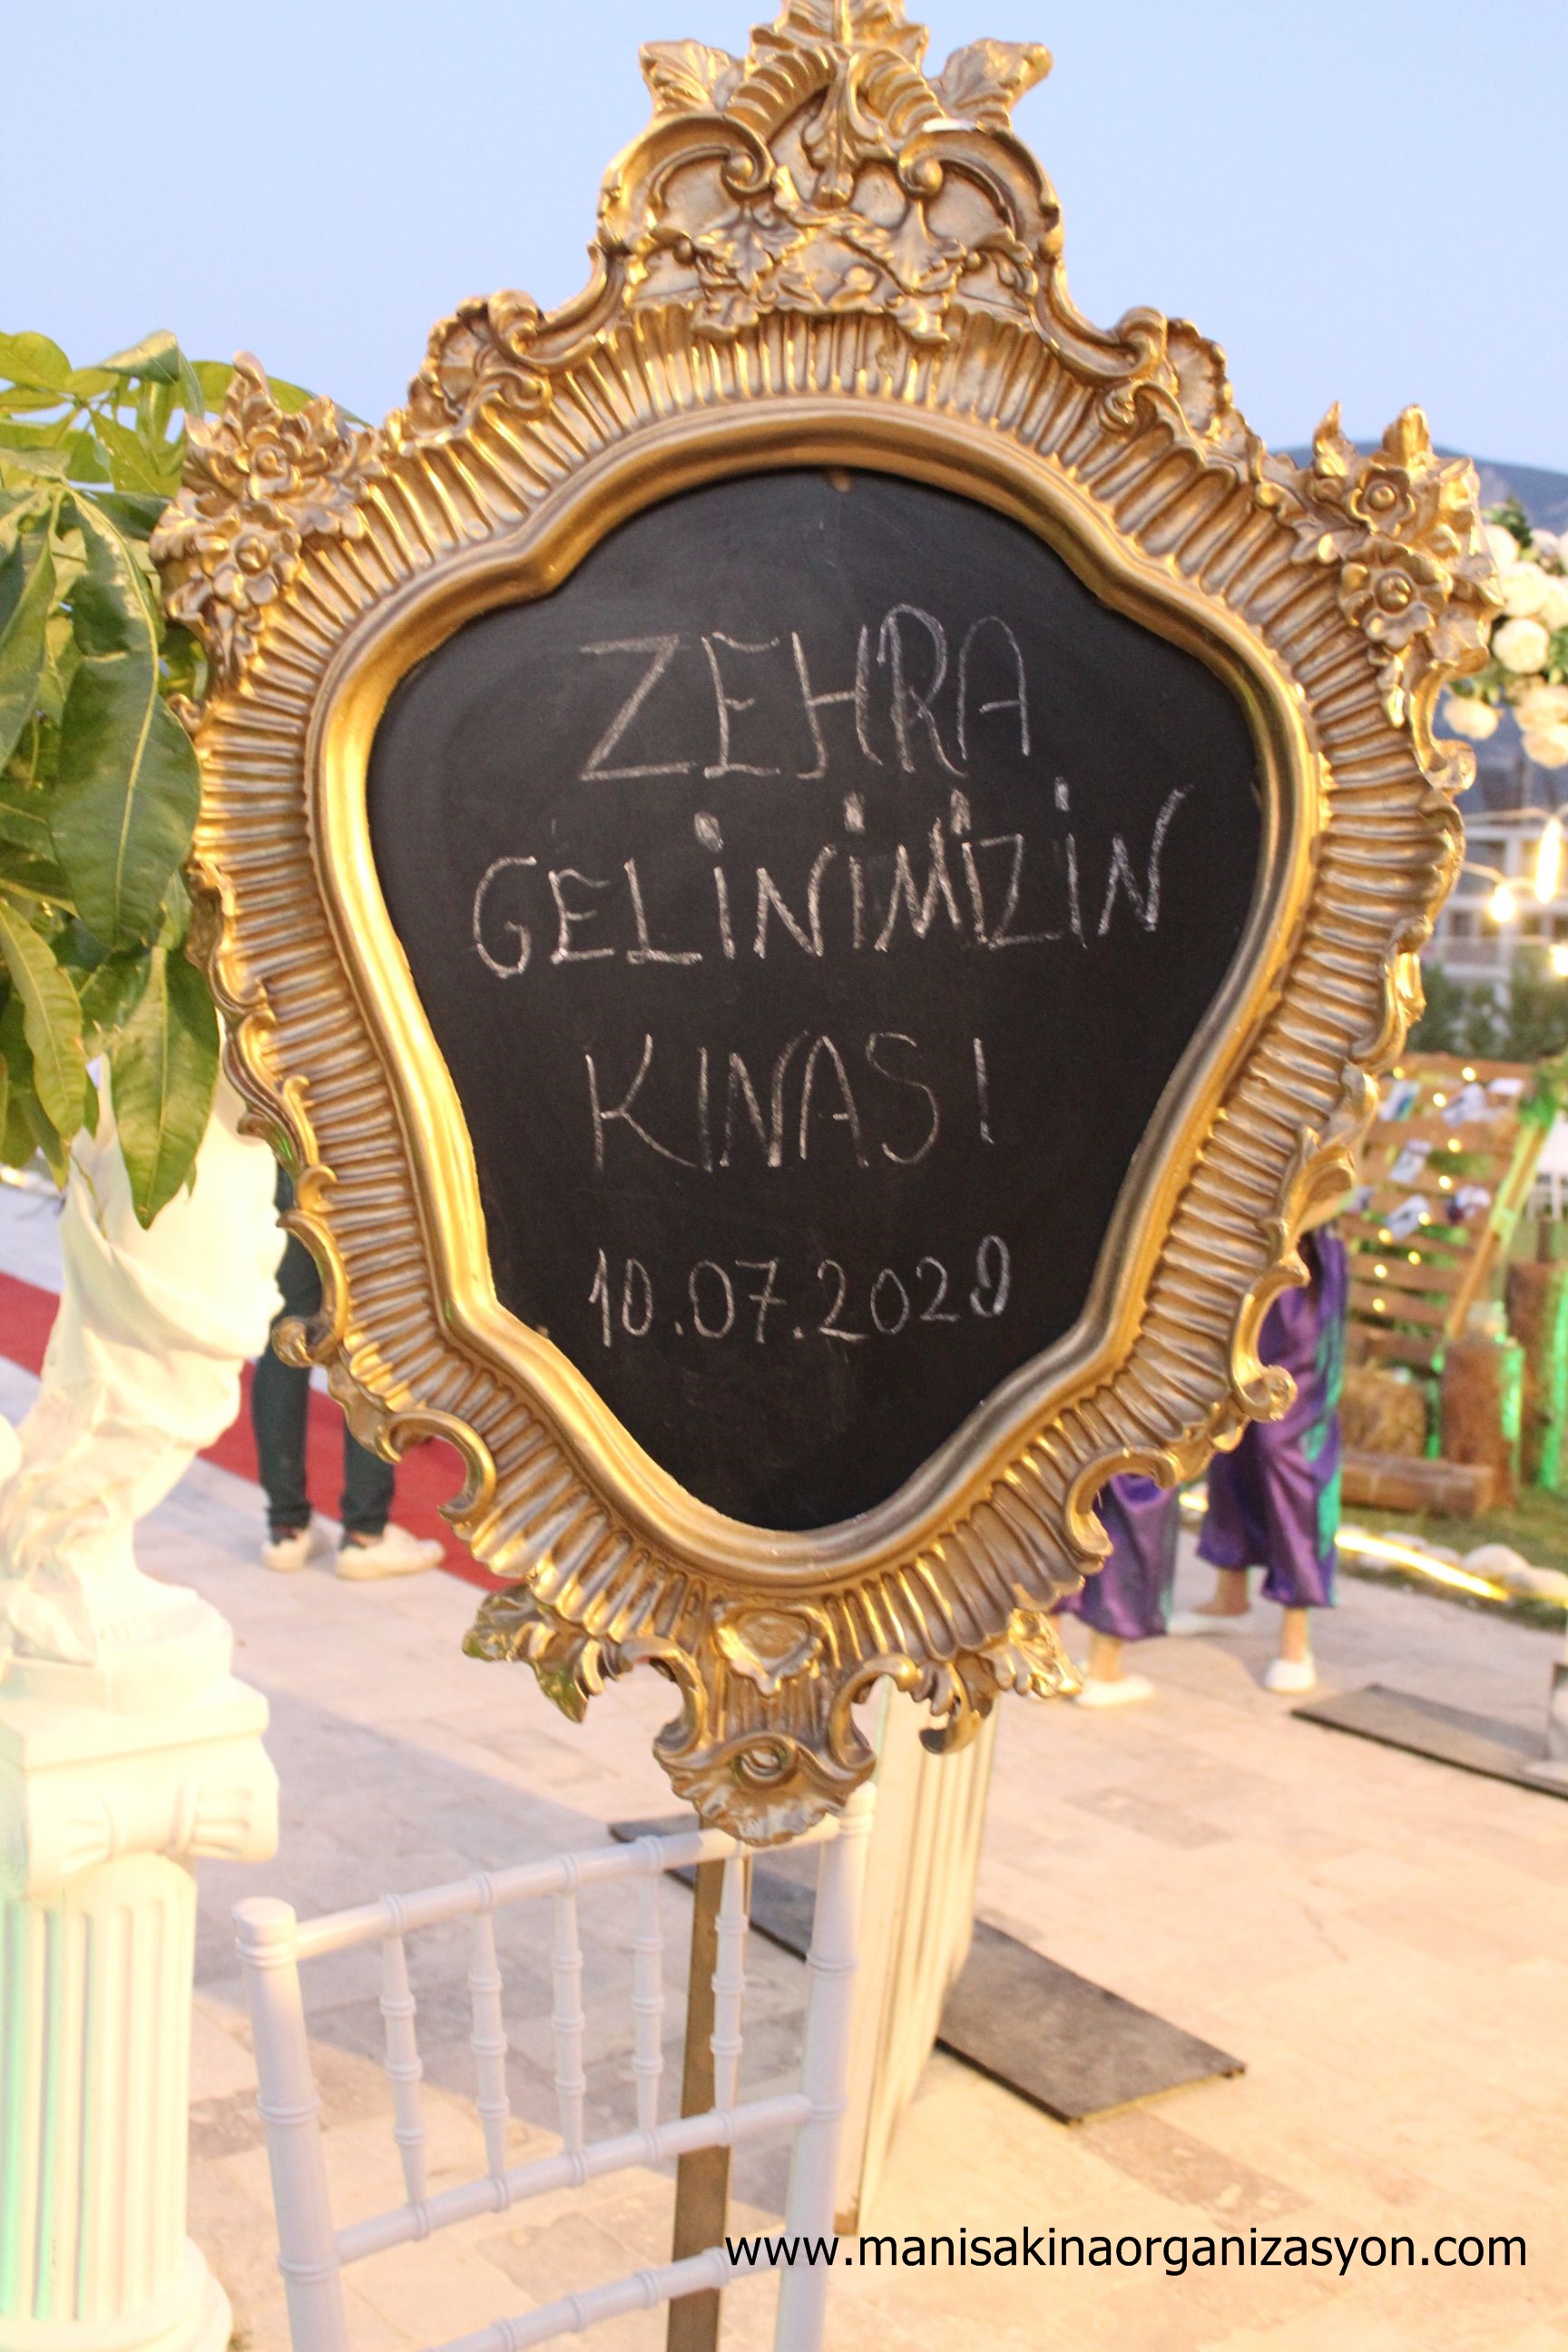 ZEHRA
GELİNİMİZİN
KINASI
10.07.2020
www.manisakinaorganizasyon.com